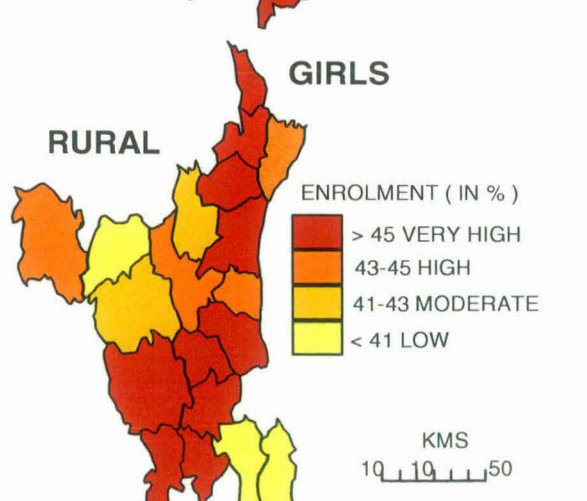 GIRLS
RURAL
ENROLMENT ( IN % )
> 45 VERY HIGH
43-45 HIGH
41-43 MODERATE
< 41 LOW
KMS
10 10 50